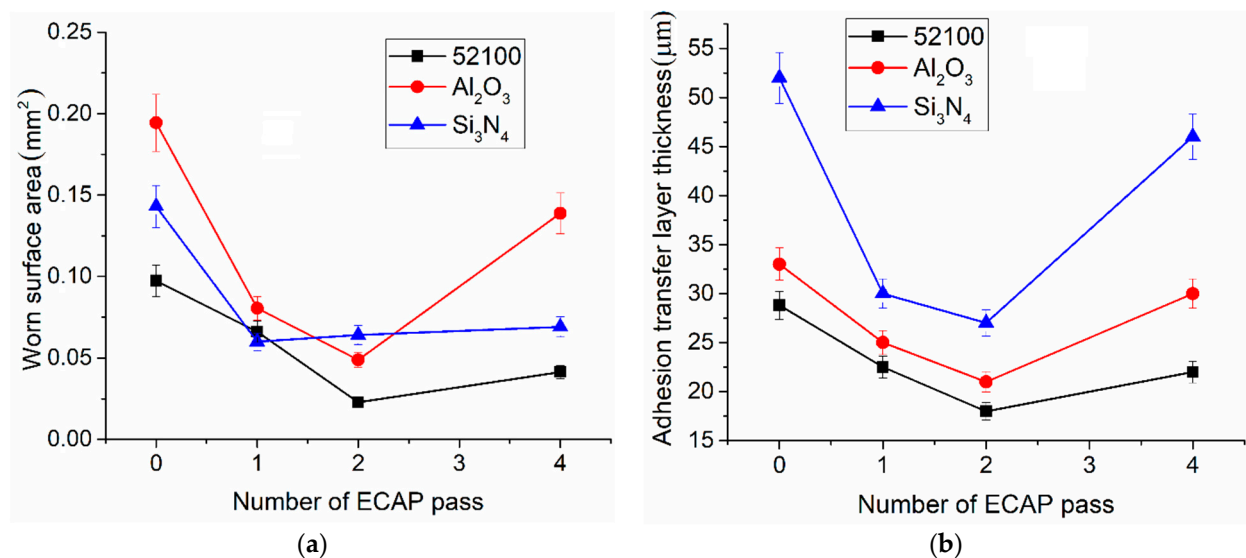 0.25
0.20
0.15
0.10
0.05
0.00
Worn surface area(mm²)
52100
Al₂O₃
Si₃N₄
0 1 2 3 4
Number of ECAP pass
(a)
55
50
45
40
35
30
25
20
15
Adhesion transfer layer thickness(μm)
52100
Al₂O₃
Si₃N₄
0 1 2 3 4
Number of ECAP pass
(b)